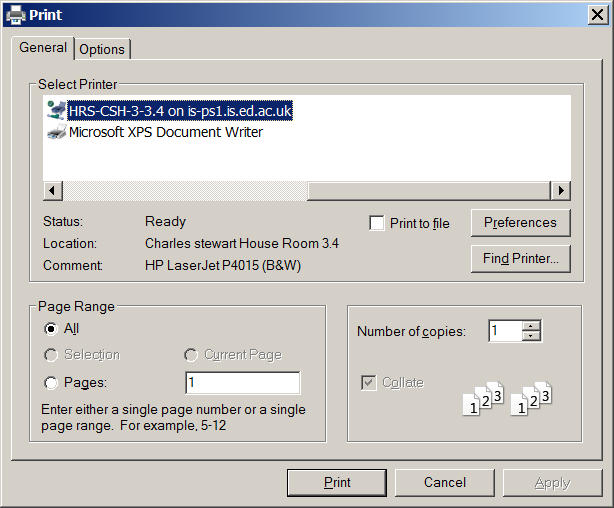 Print
General
Options
Select Printer
HRS-CSH-3-3.4 on is-ps1.is.ed.ac.uk
Microsoft XPS Document Writer
Status: Ready
Print to file
Preferences
Location: Charles stewart House Room 3.4
Comment: HP LaserJet P4015 (B&W)
Find Printer...
Page Range
All
Selection
Current Page
Pages: 1
Enter either a single page number or a single
page range. For example, 5-12
Number of copies: 1
Collate
1 2 3 1 2 3
Print
Cancel
Apply